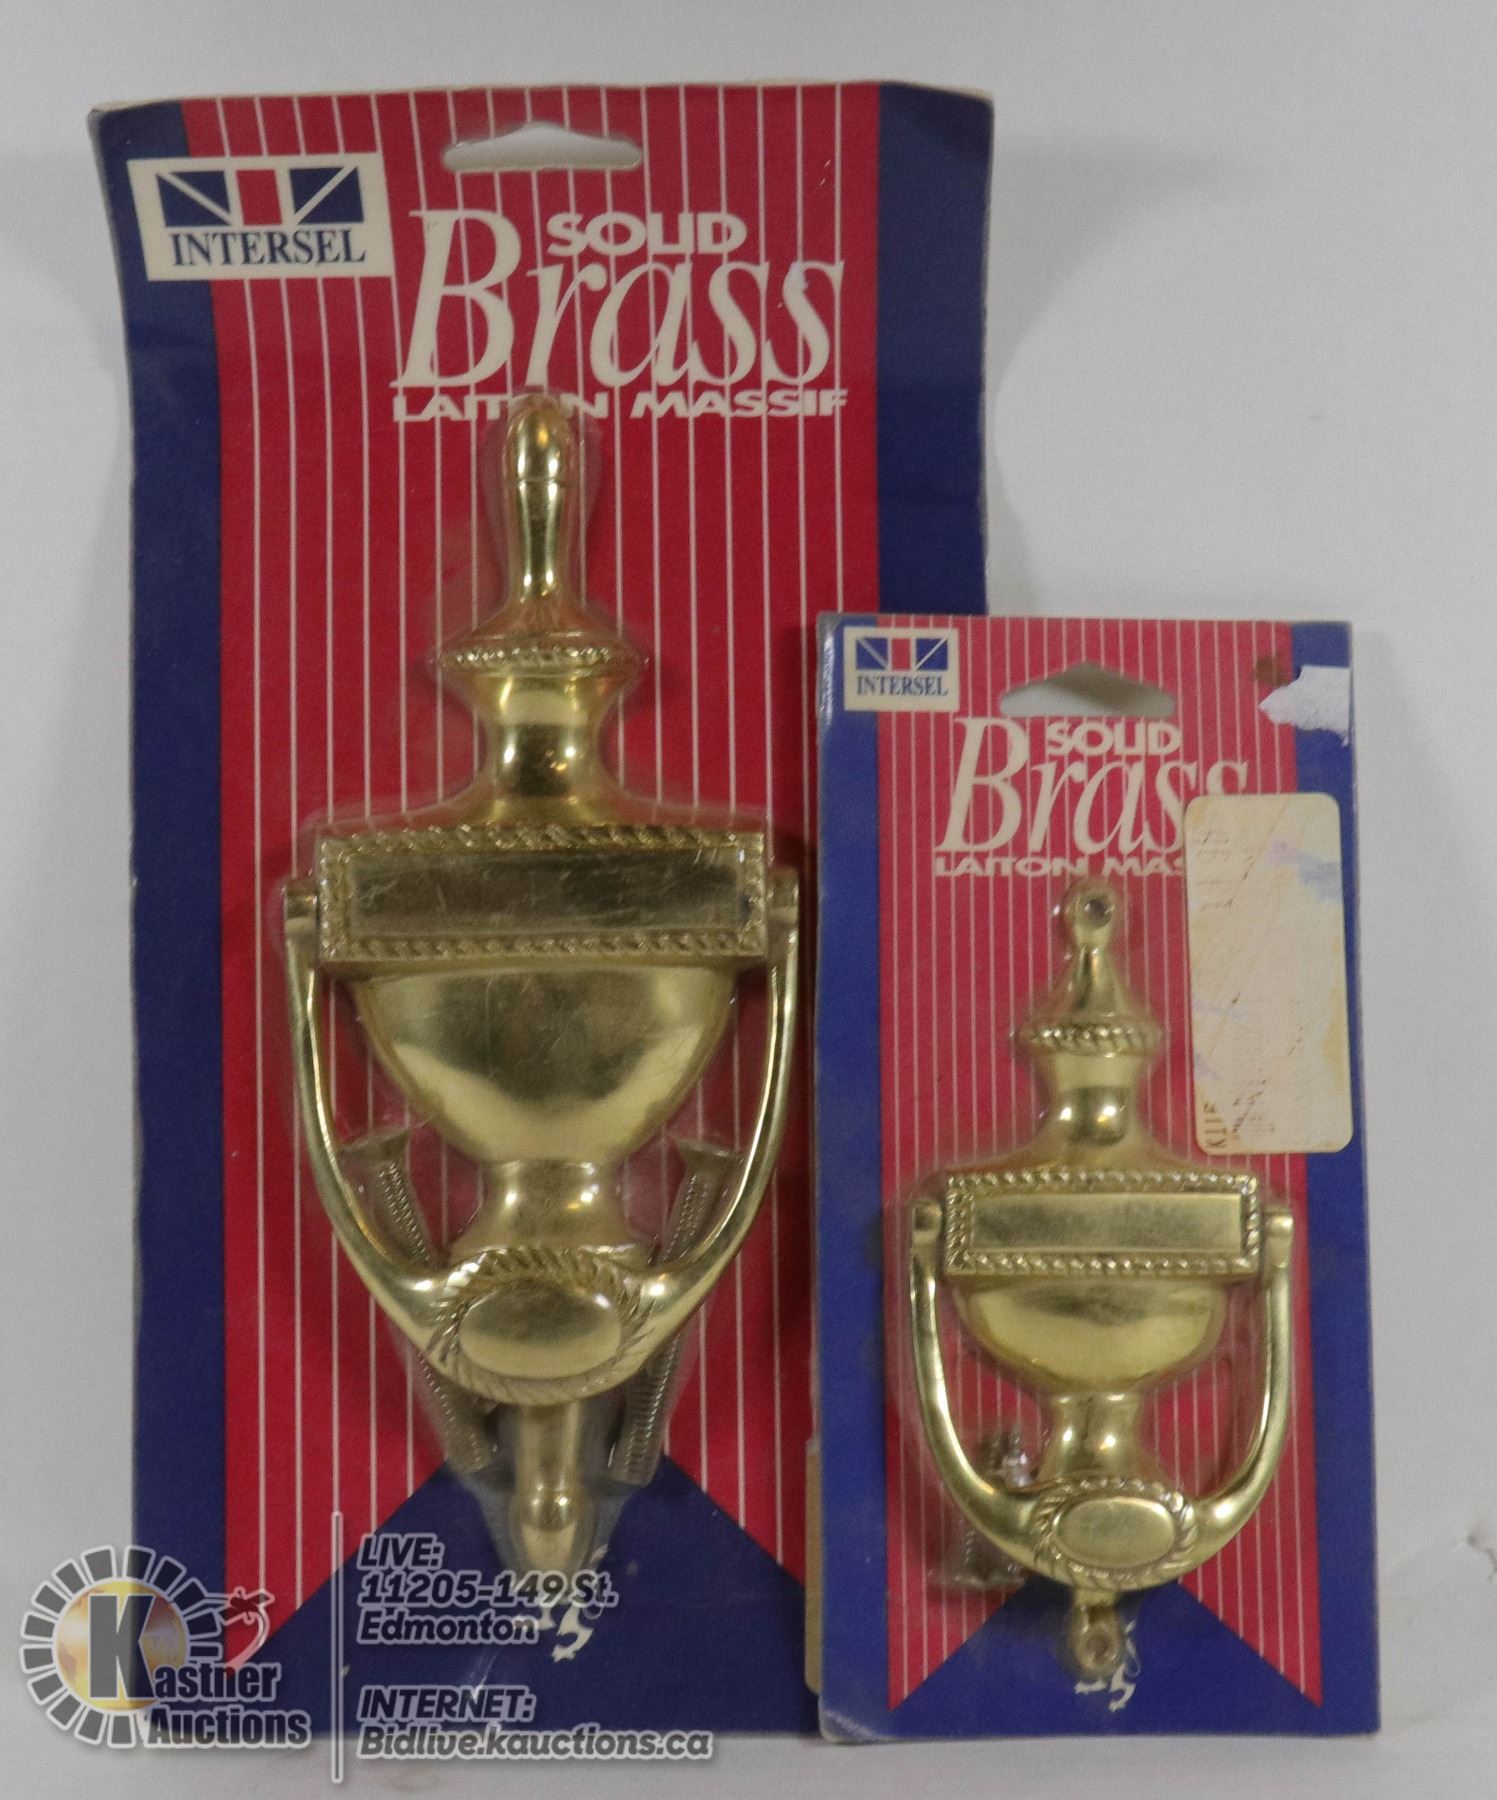 INTERSEL
SOLID
Brass
LAITON MASSIF
INTERSEL
SOLID
Brass
LAITON MAS
LIVE:
11205-149 St.
Edmonton
INTERNET:
Bidlive.kauctions.ca
Kastner
Auctions